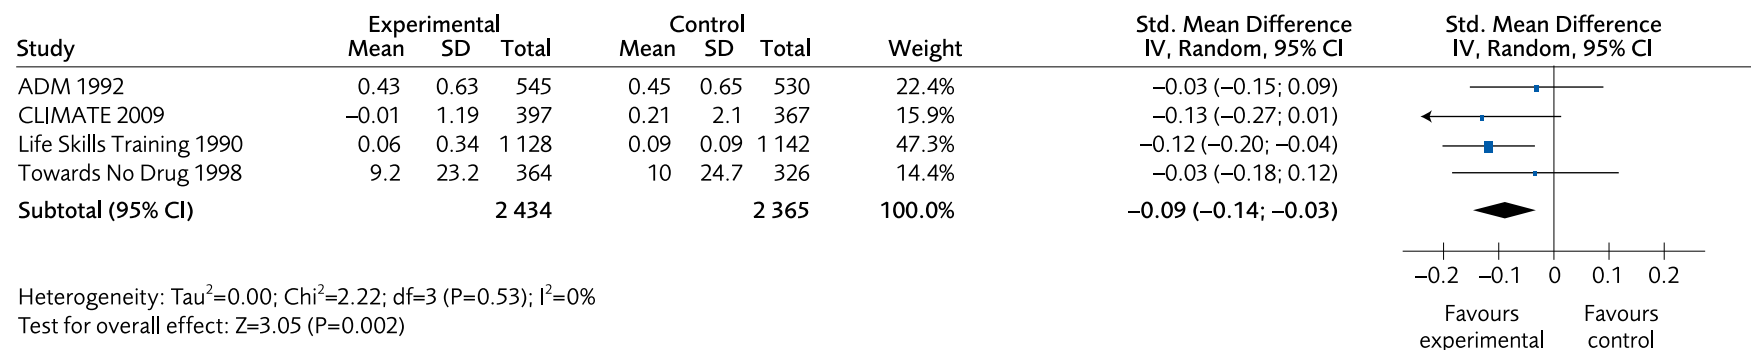 Experimental Control Std. Mean Difference Std. Mean Difference
Study Mean SD Total Mean SD Total Weight IV, Random, 95% CI IV, Random, 95% CI
ADM 1992 0.43 0.63 545 0.45 0.65 530 22.4% −0.03 (−0.15; 0.09)
CLIMATE 2009 −0.01 1.19 397 0.21 2.1 367 15.9% −0.13 (−0.27; 0.01)
Life Skills Training 1990 0.06 0.34 1 128 0.09 0.09 1 142 47.3% −0.12 (−0.20; −0.04)
Towards No Drug 1998 9.2 23.2 364 10 24.7 326 14.4% −0.03 (−0.18; 0.12)
Subtotal (95% CI) 2 434 2 365 100.0% −0.09 (−0.14; −0.03)
−0.2 −0.1 0 0.1 0.2
Heterogeneity: Tau²=0.00; Chi²=2.22; df=3 (P=0.53); I²=0%
Test for overall effect: Z=3.05 (P=0.002)
Favours Favours
experimental control